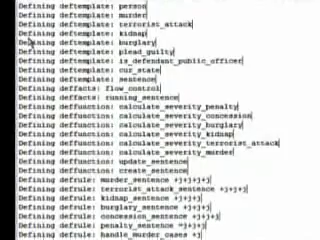 Defining deftemplate: person
Defining deftemplate: murder
Defining deftemplate: terrorist_attack
Defining deftemplate: kidnap
Defining deftemplate: burglary
Defining deftemplate: plead_guilty
Defining deftemplate: is_defendant_public_officer
Defining deftemplate: cur_state
Defining deftemplate: sentence
Defining deffacts: flow_control
Defining deffacts: running_sentence
Defining deffunction: calculate_severity_penalty
Defining deffunction: calculate_severity_concession
Defining deffunction: calculate_severity_burglary
Defining deffunction: calculate_severity_kidnap
Defining deffunction: calculate_severity_terrorist_attack
Defining deffunction: calculate_severity_murder
Defining deffunction: update_sentence
Defining deffunction: create_sentence
Defining defrule: murder_sentence +j+j+j
Defining defrule: terrorist_attack_sentence +j+j+j
Defining defrule: kidnap_sentence +j+j+j
Defining defrule: burglary_sentence +j+j+j
Defining defrule: concession_sentence +j+j+j
Defining defrule: penalty_sentence =j+j+j
Defining defrule: handle_murder_cases +j